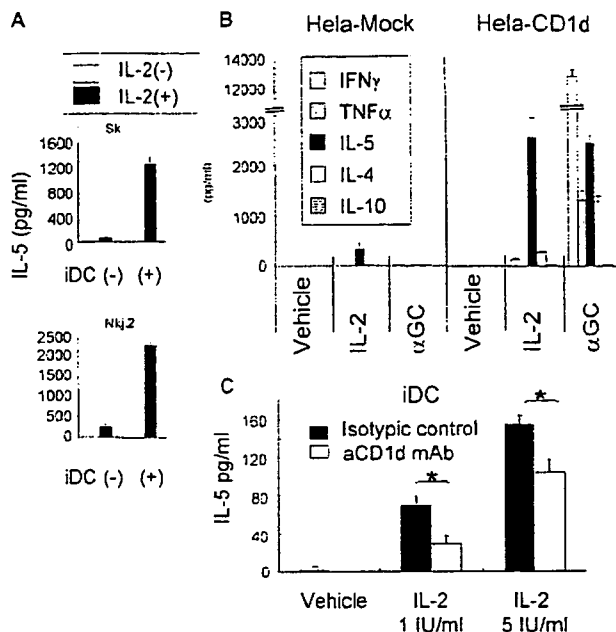 A
IL-2(-)
IL-2(+)
Sk
1600
1200
800
400
0
IL-5 (pg/ml)
iDC (-) (+)
Nkj.2
2500
2000
1500
1000
500
0
iDC (-) (+)
B
Hela-Mock Hela-CD1d
14000
12000
3000
2000
1000
0
(pg/ml)
IFNγ
TNFα
IL-5
IL-4
IL-10
Vehicle IL-2 αGC Vehicle IL-2 αGC
C
iDC
160
120
80
40
0
IL-5 pg/ml
Isotypic control
aCD1d mAb
* *
Vehicle IL-2 IL-2
1 IU/ml 5 IU/ml